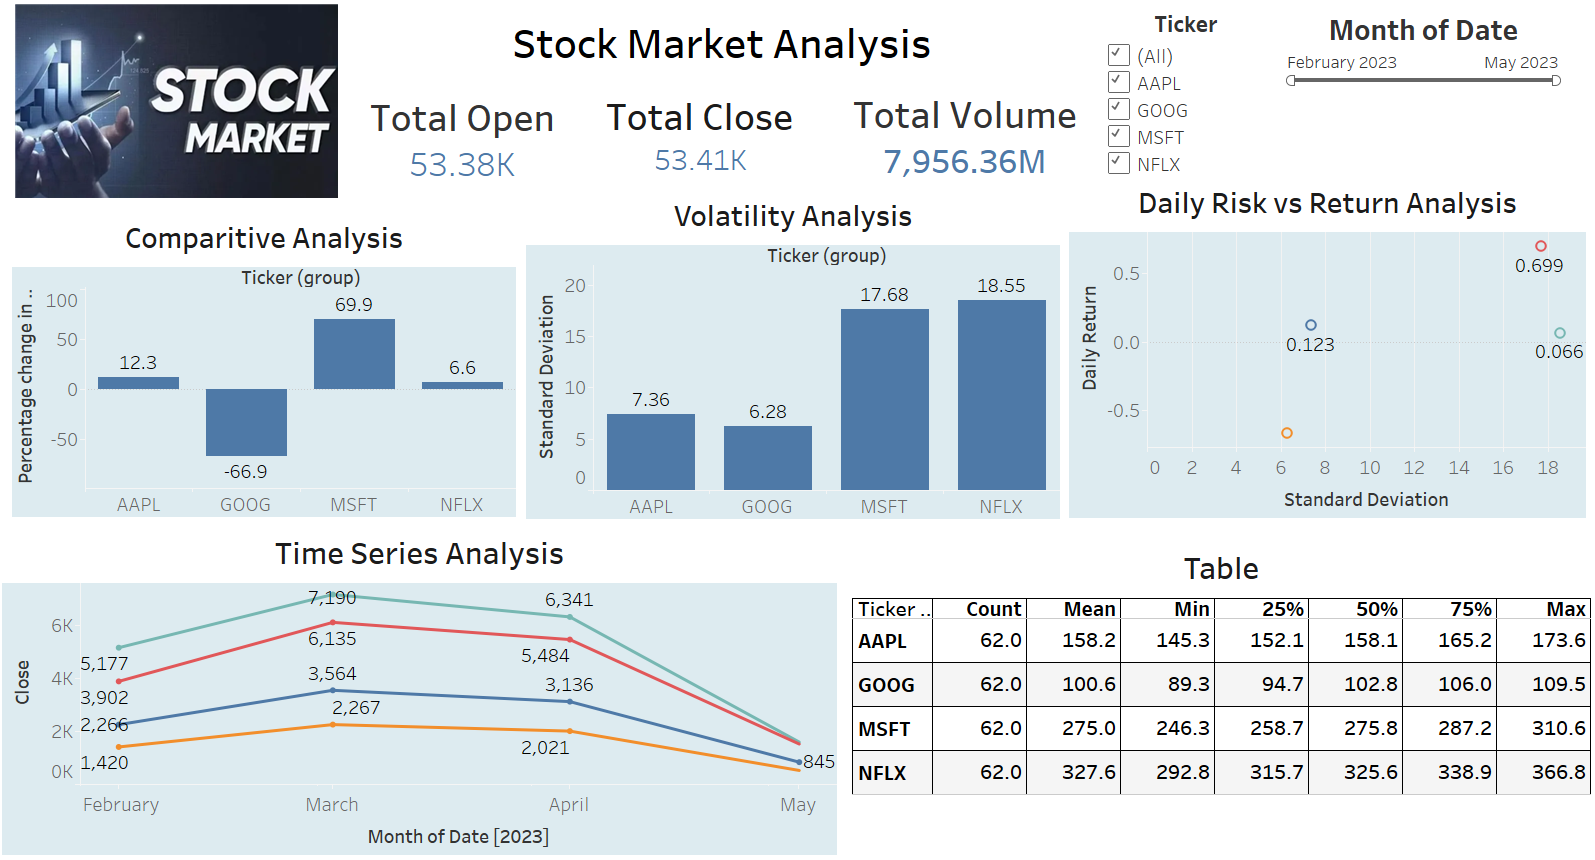 STOCK
MARKET
Stock Market Analysis
Total Open
53.38K
Total Close
53.41K
Total Volume
7,956.36M
Ticker
(All)
AAPL
GOOG
MSFT
NFLX
Month of Date
February 2023 May 2023
Comparitive Analysis
Ticker (group)
Percentage change in ..
100
50
0
-50
12.3
-66.9
69.9
6.6
AAPL GOOG MSFT NFLX
Volatility Analysis
Ticker (group)
Standard Deviation
20
15
10
5
0
7.36
6.28
17.68
18.55
AAPL GOOG MSFT NFLX
Daily Risk vs Return Analysis
Daily Return
0.5
0.0
-0.5
0.699
0.123
0.066
0 2 4 6 8 10 12 14 16 18
Standard Deviation
Time Series Analysis
Close
6K
4K
2K
0K
5,177
7,190
6,341
3,902
6,135
5,484
2,266
3,564
3,136
845
1,420
2,267
2,021
February March April May
Month of Date [2023]
Table
Ticker .. Count Mean Min 25% 50% 75% Max
AAPL 62.0 158.2 145.3 152.1 158.1 165.2 173.6
GOOG 62.0 100.6 89.3 94.7 102.8 106.0 109.5
MSFT 62.0 275.0 246.3 258.7 275.8 287.2 310.6
NFLX 62.0 327.6 292.8 315.7 325.6 338.9 366.8